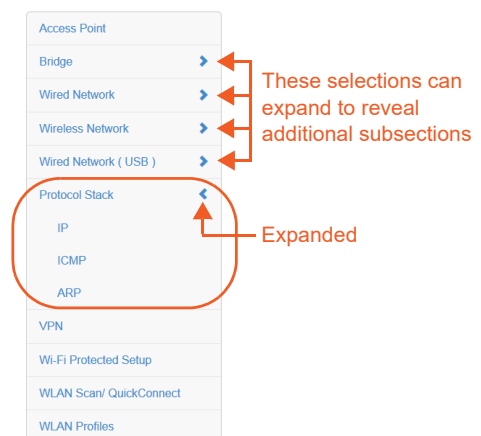 Access Point
Bridge
Wired Network
Wireless Network
Wired Network ( USB )
Protocol Stack
IP
ICMP
ARP
VPN
Wi-Fi Protected Setup
WLAN Scan/ QuickConnect
WLAN Profiles
These selections can
expand to reveal
additional subsections
Expanded